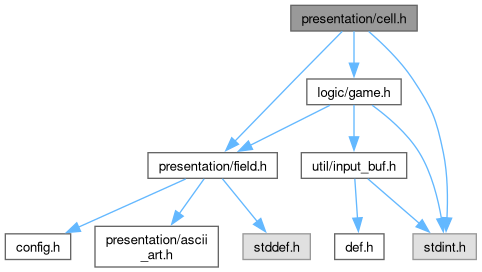 presentation/cell.h
logic/game.h
presentation/field.h
util/input_buf.h
config.h
presentation/ascii
_art.h
stddef.h
def.h
stdint.h